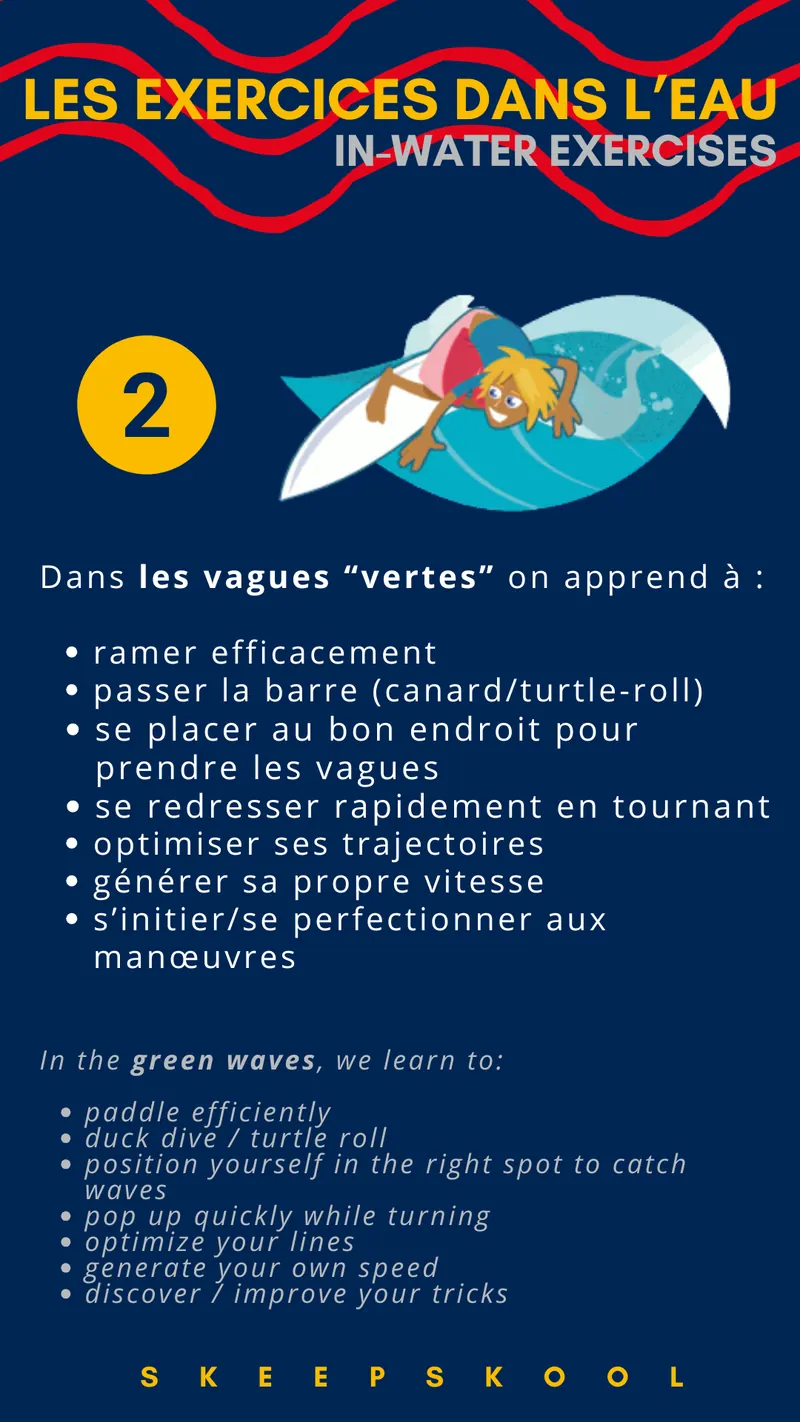 LES EXERCICES DANS L’EAU
IN-WATER EXERCISES
2
Dans les vagues “vertes” on apprend à :
• ramer efficacement
• passer la barre (canard/turtle-roll)
• se placer au bon endroit pour
prendre les vagues
• se redresser rapidement en tournant
• optimiser ses trajectoires
• générer sa propre vitesse
• s’initier/se perfectionner aux
manœuvres
In the green waves, we learn to:
• paddle efficiently
• duck dive / turtle roll
• position yourself in the right spot to catch
waves
• pop up quickly while turning
• optimize your lines
• generate your own speed
• discover / improve your tricks
SKEEPSKOOL